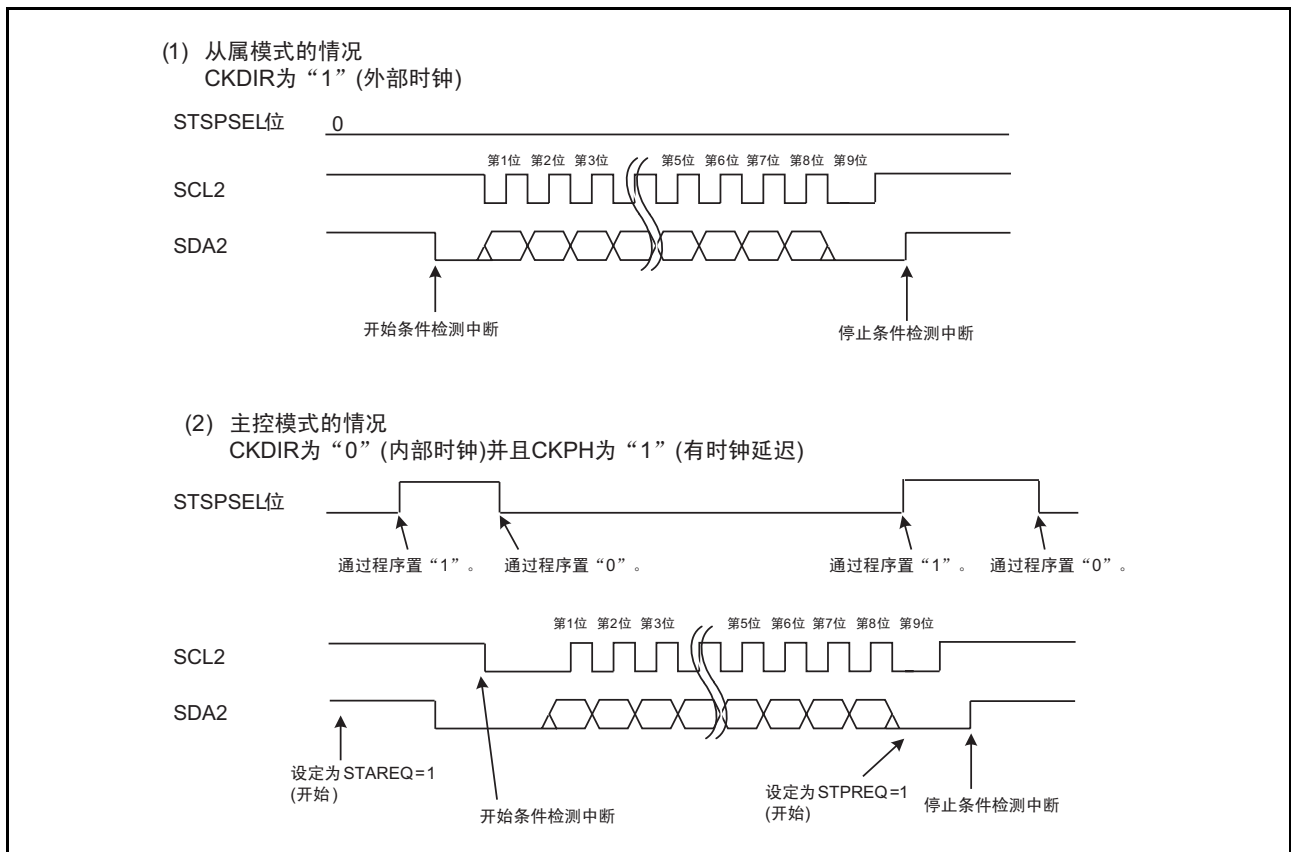 (1) 从属模式的情况
CKDIR为“1”(外部时钟)
STSPSEL位
0
第1位 第2位 第3位 第5位 第6位 第7位 第8位 第9位
SCL2
SDA2
开始条件检测中断
停止条件检测中断
(2) 主控模式的情况
CKDIR为“0”(内部时钟)并且CKPH为“1”(有时钟延迟)
STSPSEL位
通过程序置“1”。 通过程序置“0”。 通过程序置“1”。 通过程序置“0”。
第1位 第2位 第3位 第5位 第6位 第7位 第8位 第9位
SCL2
SDA2
设定为STAREQ=1
(开始)
开始条件检测中断
设定为STPREQ=1
(开始)
停止条件检测中断